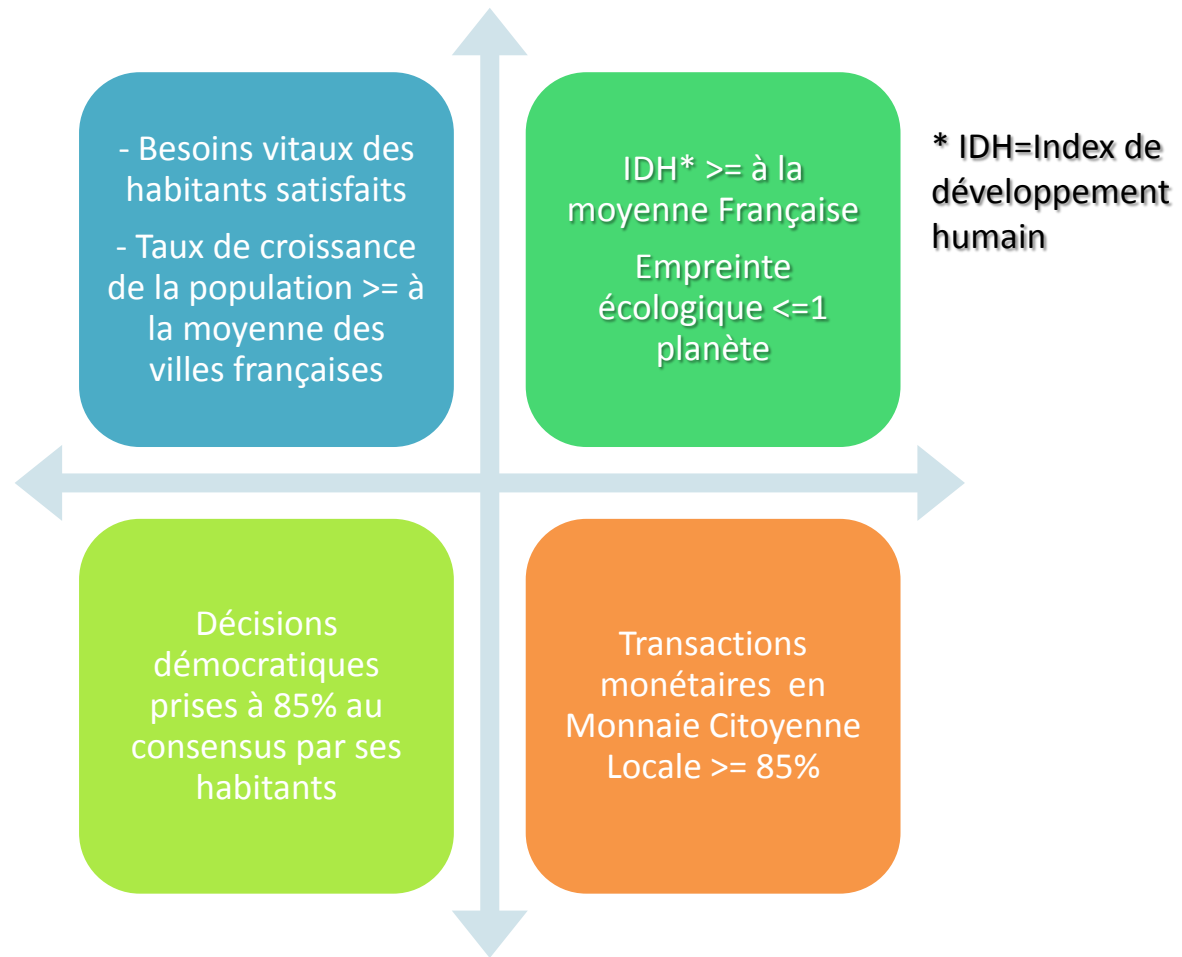 - Besoins vitaux des
habitants satisfaits
- Taux de croissance
de la population >= à
la moyenne des
villes françaises
IDH* >= à la
moyenne Française
Empreinte
écologique <=1
planète
* IDH=Index de
développement
humain
Décisions
démocratiques
prises à 85% au
consensus par ses
habitants
Transactions
monétaires  en
Monnaie Citoyenne
Locale >= 85%